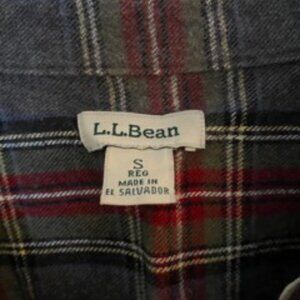 L.L.Bean
S
REG
MADE IN
EL SALVADOR